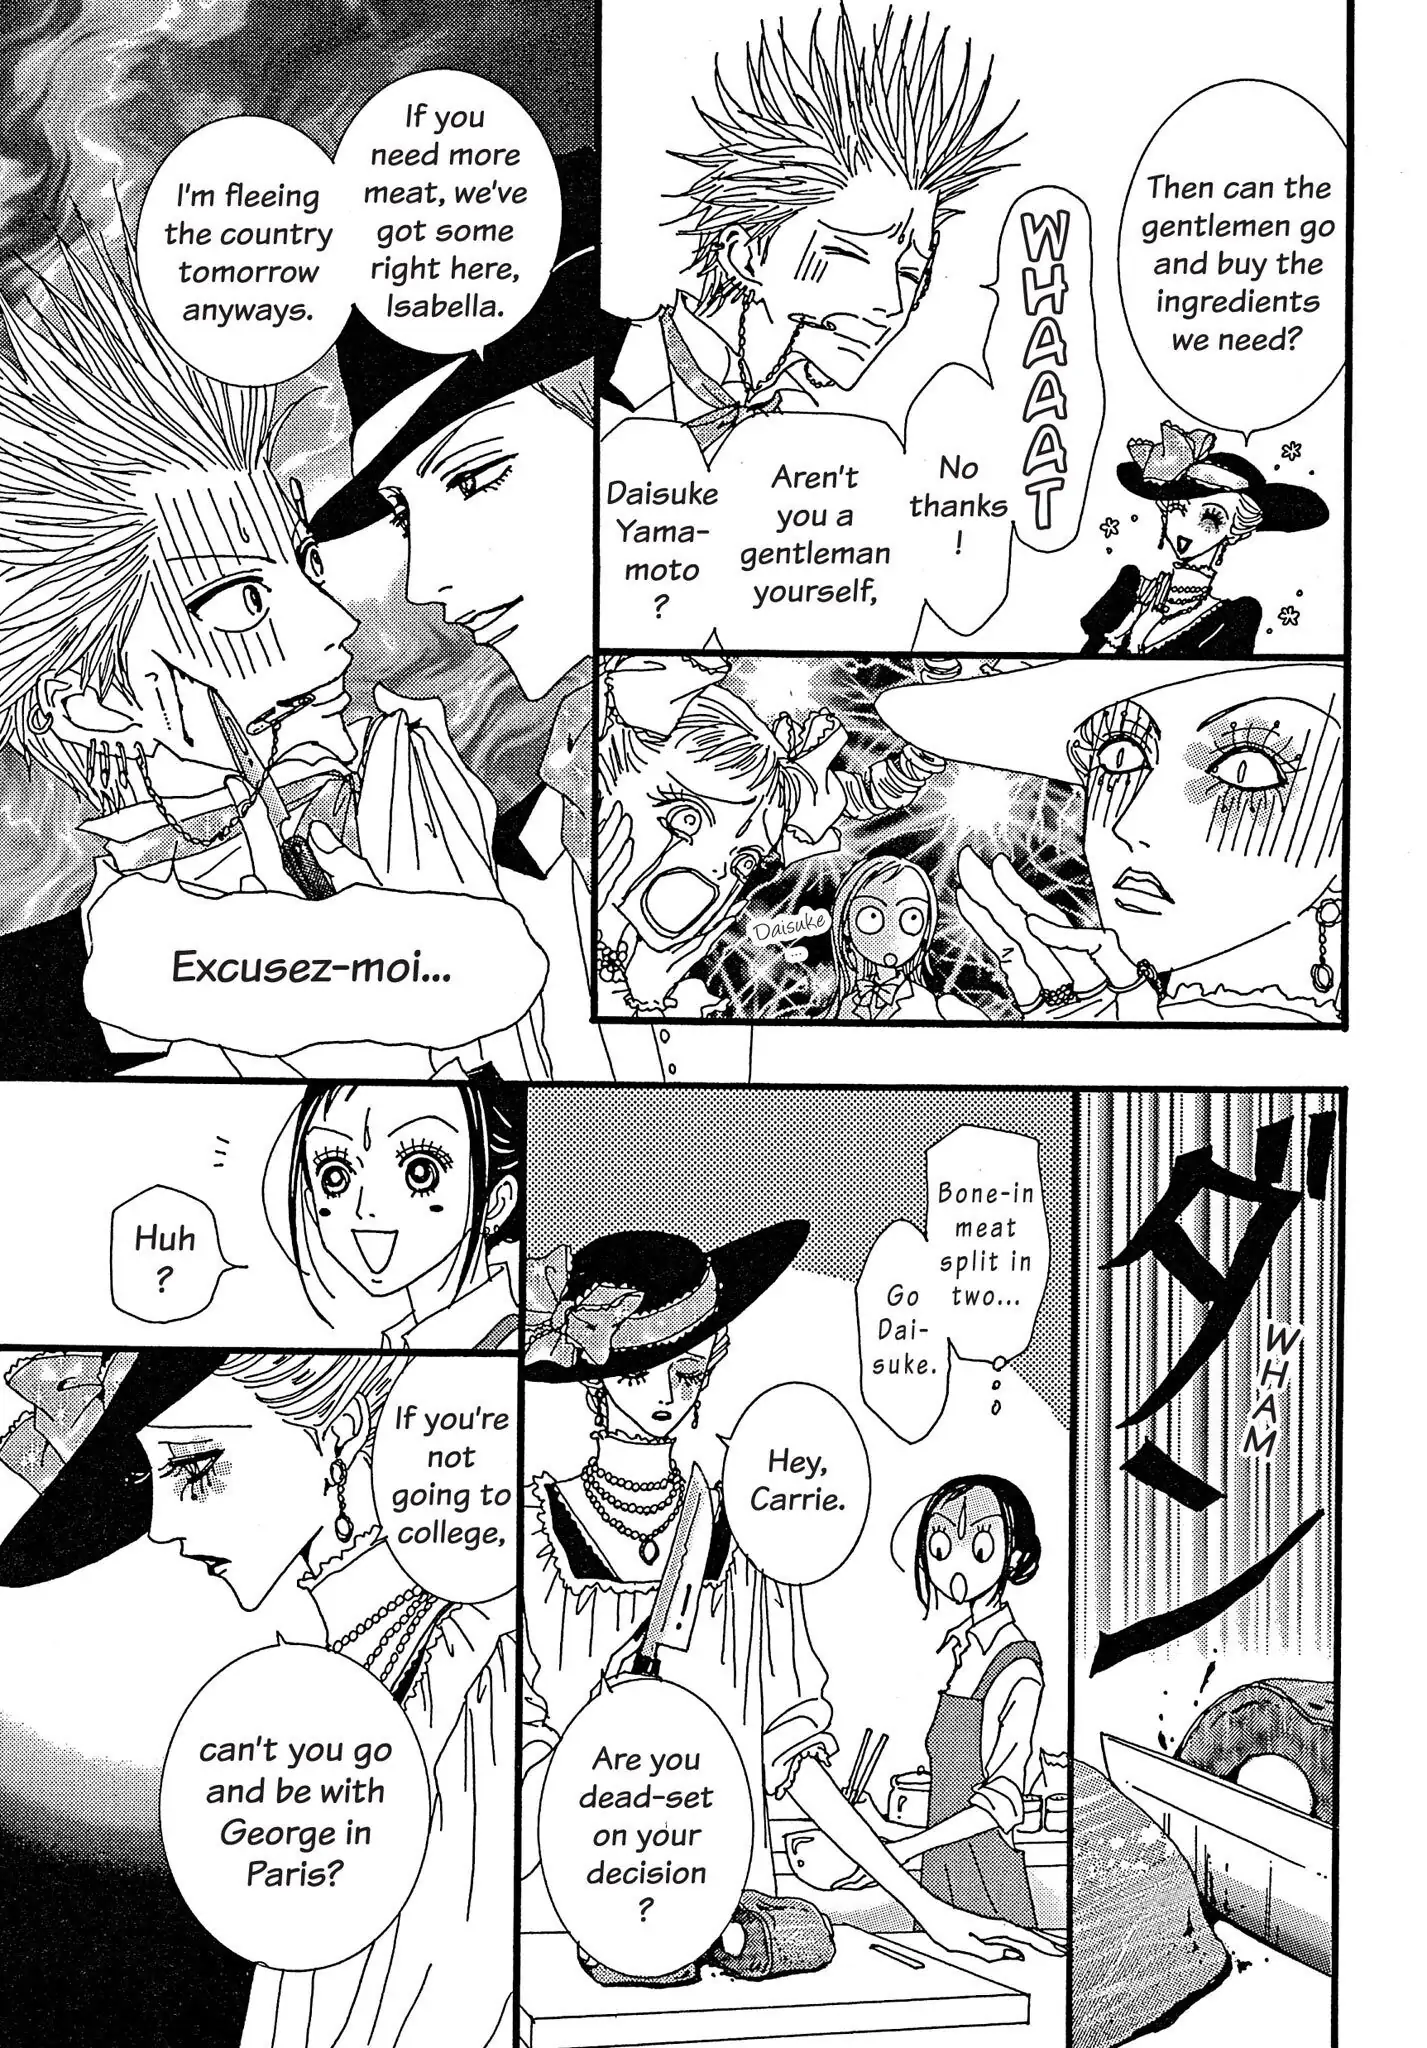 Then can the
gentlemen go
and buy the
ingredients
we need?
WHAAAT
No
thanks
!
Aren't
you a
gentleman
yourself,
Daisuke
Yama-
moto
?
Daisuke
...
If you
need more
meat, we've
got some
right here,
Isabella.
I'm fleeing
the country
tomorrow
anyways.
Excusez-moi...
ダンッ
WHAM
Bone-in
meat
split in
two...
Go
Dai-
suke.
Hey,
Carrie.
Are you
dead-set
on your
decision
?
Huh
?
If you're
not
going to
college,
can't you go
and be with
George in
Paris?